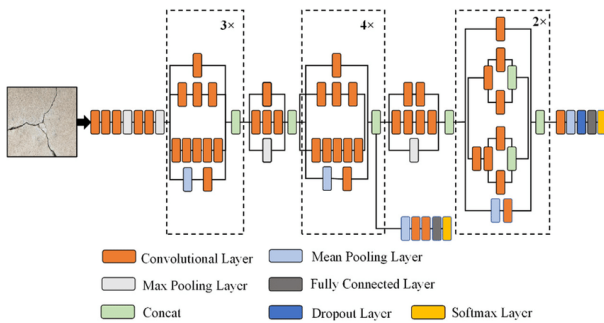 3×
4×
2×
Convolutional Layer
Mean Pooling Layer
Max Pooling Layer
Fully Connected Layer
Concat
Dropout Layer
Softmax Layer